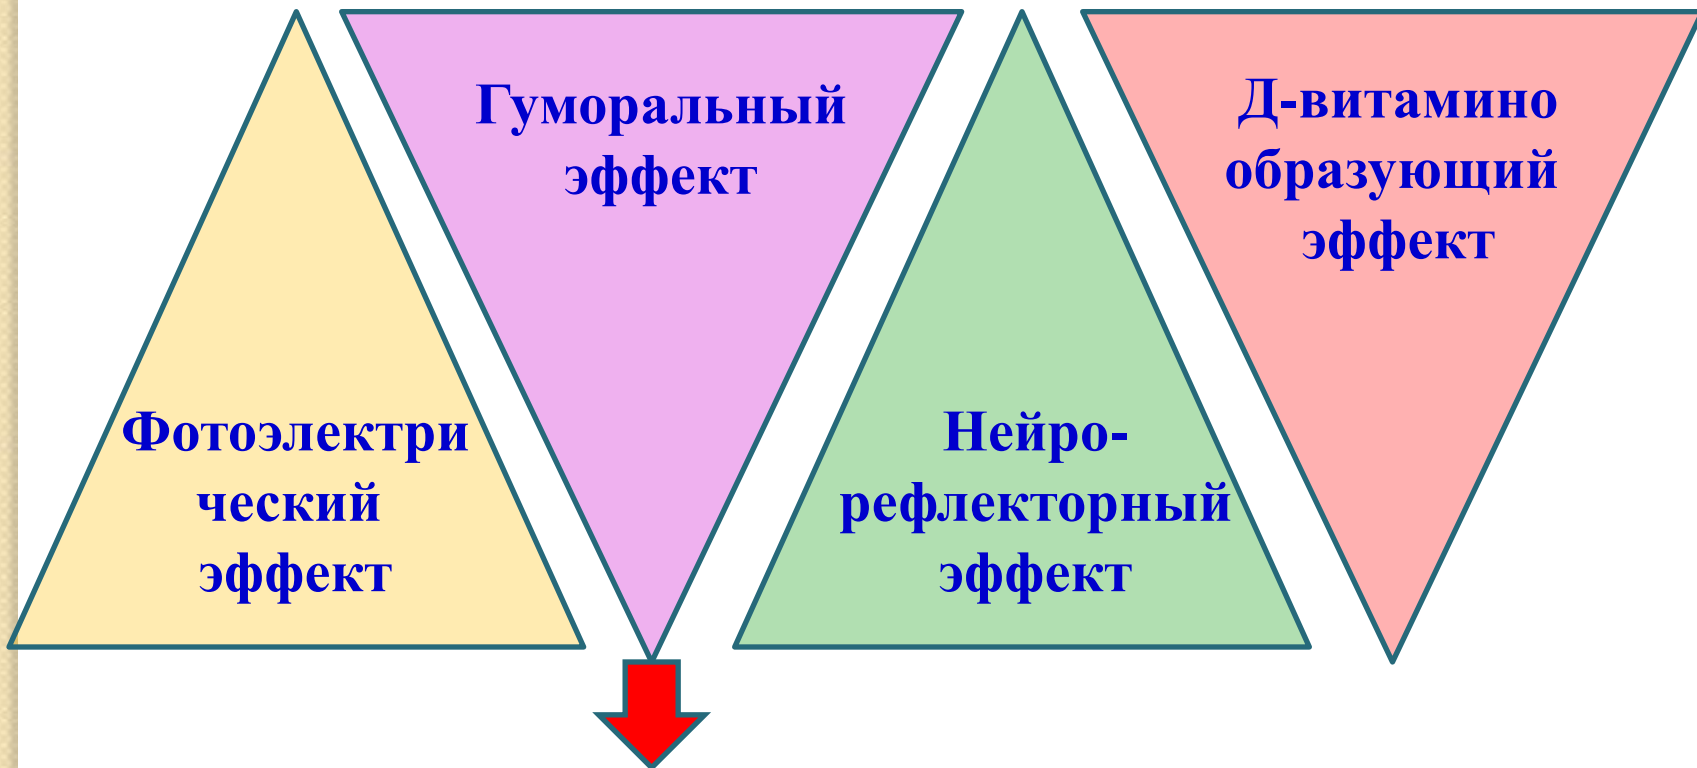 Фотоэлектри
ческий
эффект
Гуморальный
эффект
Нейро-
рефлекторный
эффект
Д-витамино
образующий
эффект